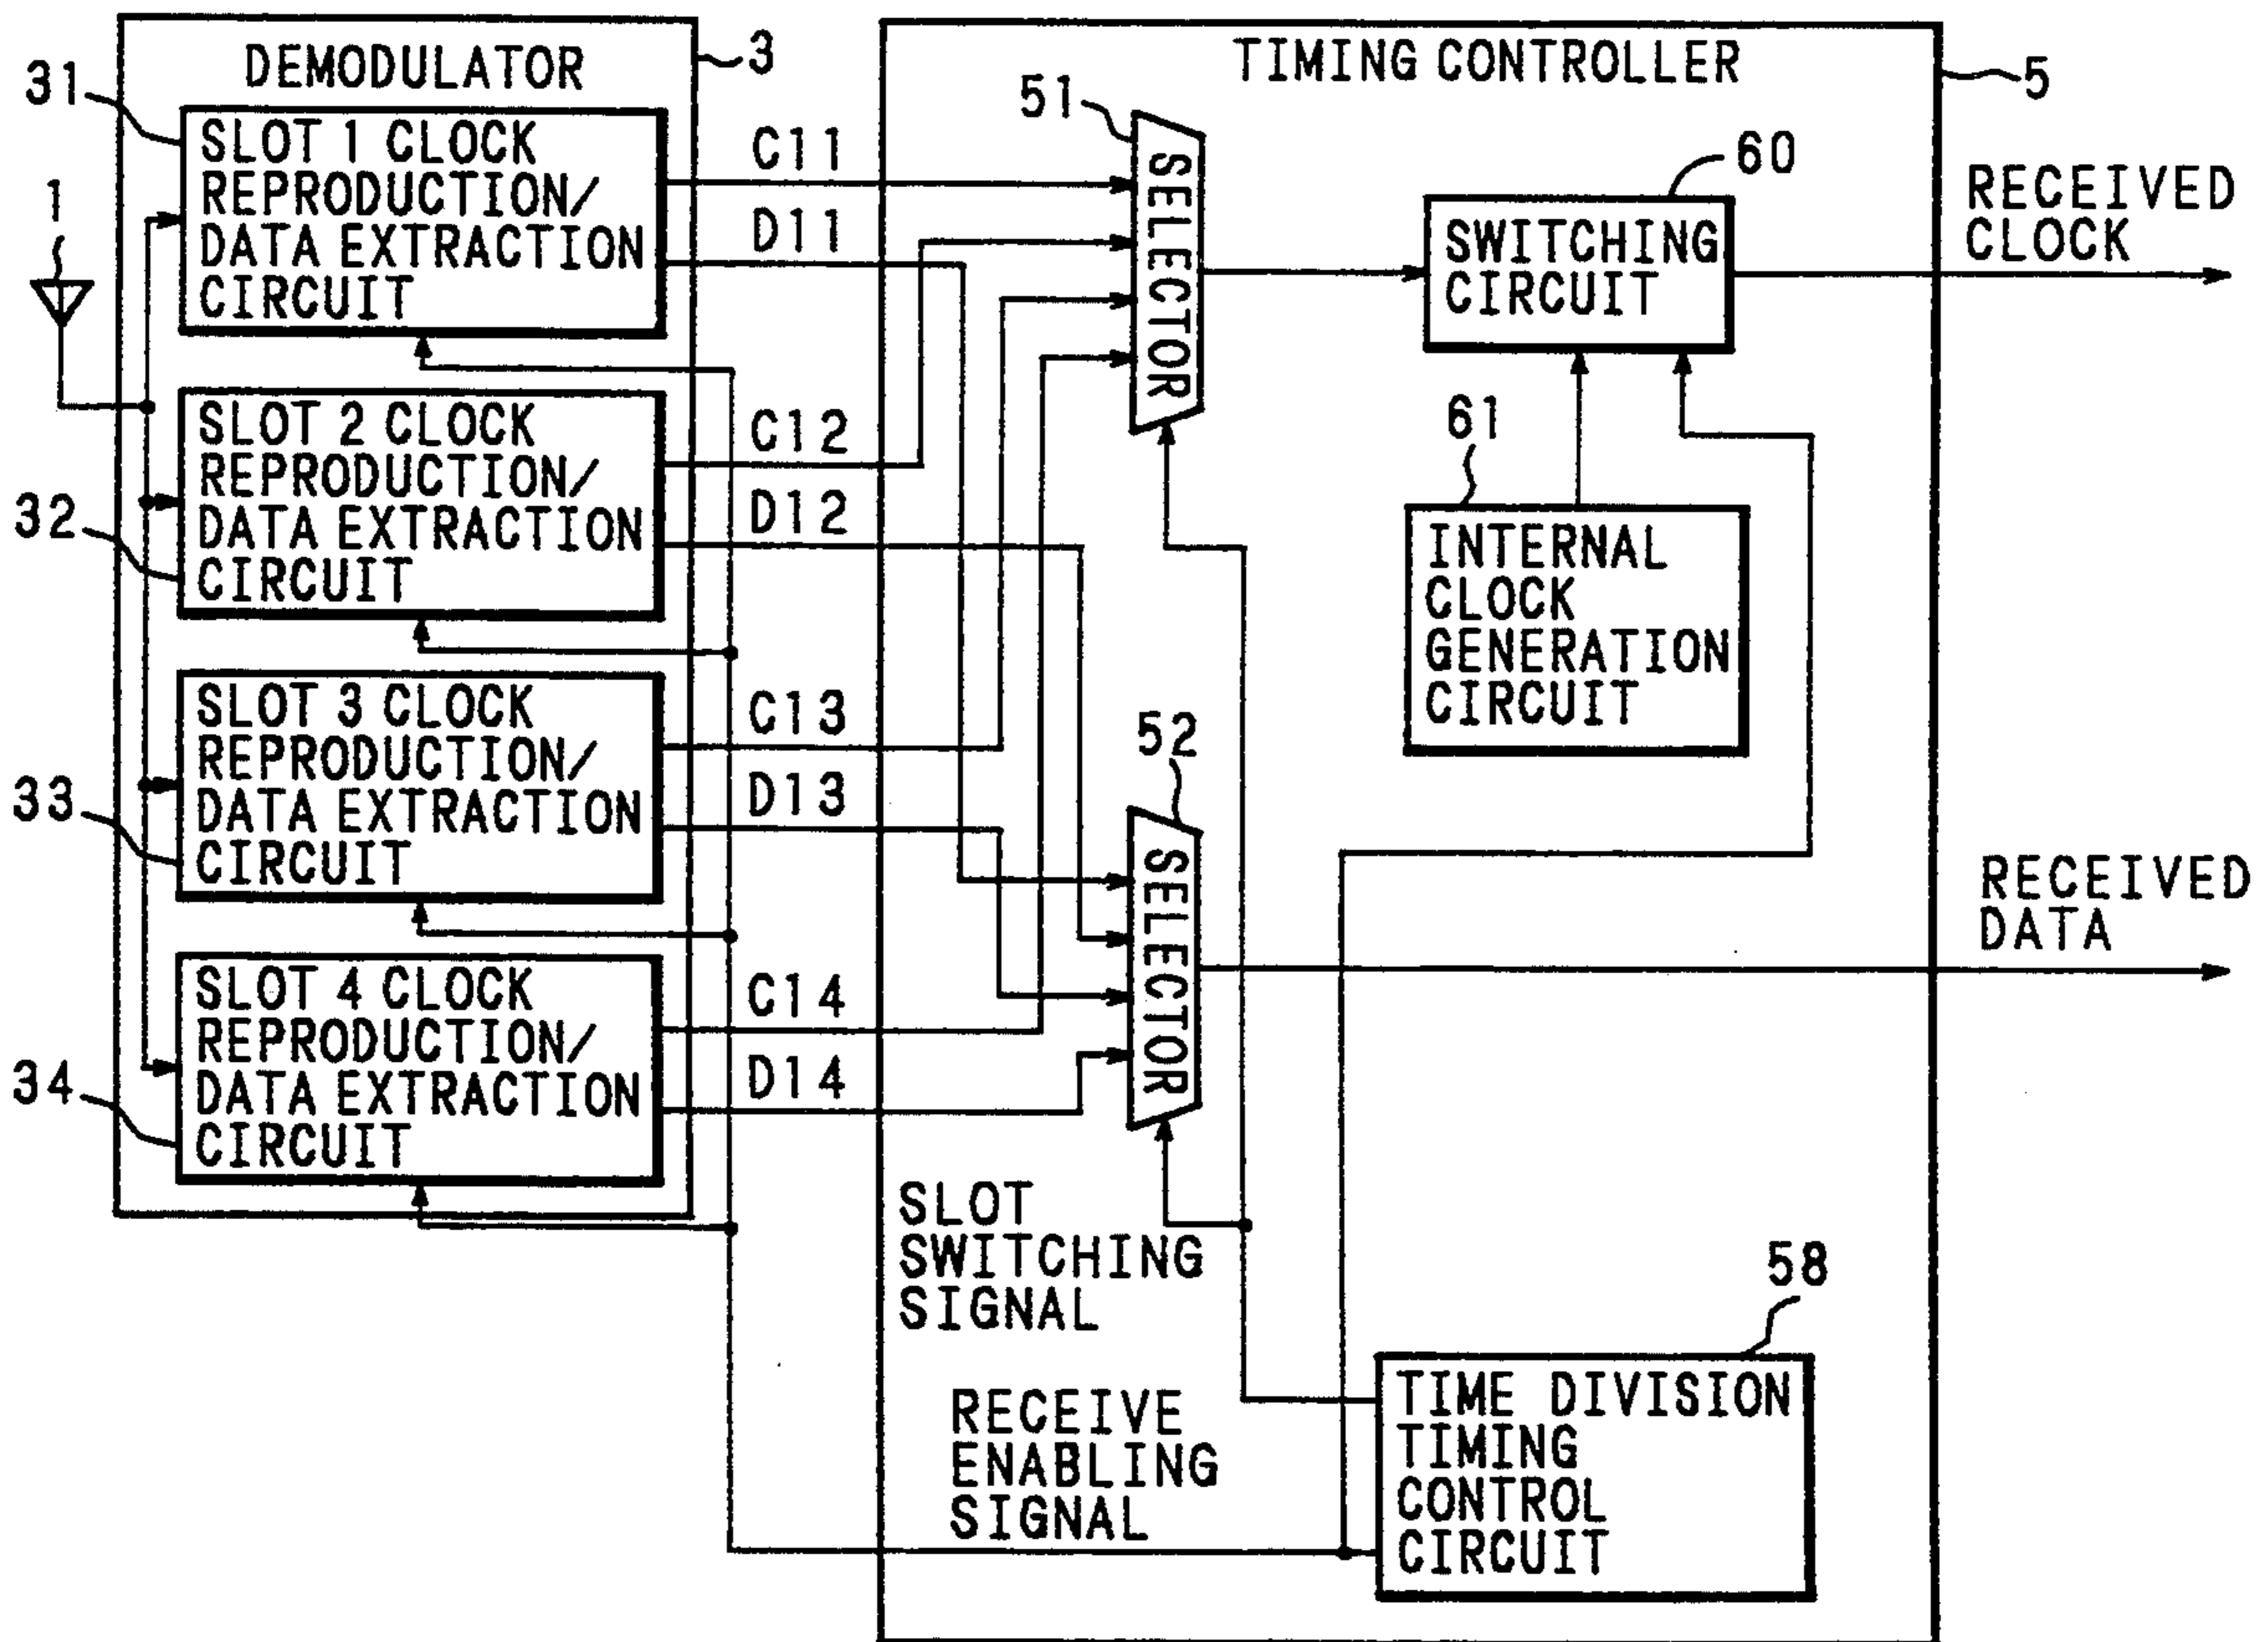 DEMODULATOR
3
31
SLOT 1 CLOCK
REPRODUCTION/
DATA EXTRACTION
CIRCUIT
1
C11
D11
32
SLOT 2 CLOCK
REPRODUCTION/
DATA EXTRACTION
CIRCUIT
C12
D12
33
SLOT 3 CLOCK
REPRODUCTION/
DATA EXTRACTION
CIRCUIT
C13
D13
34
SLOT 4 CLOCK
REPRODUCTION/
DATA EXTRACTION
CIRCUIT
C14
D14
TIMING CONTROLLER
5
51
SELECTOR
60
SWITCHING
CIRCUIT
RECEIVED
CLOCK
61
INTERNAL
CLOCK
GENERATION
CIRCUIT
52
SELECTOR
RECEIVED
DATA
SLOT
SWITCHING
SIGNAL
58
TIME DIVISION
TIMING
CONTROL
CIRCUIT
RECEIVE
ENABLING
SIGNAL